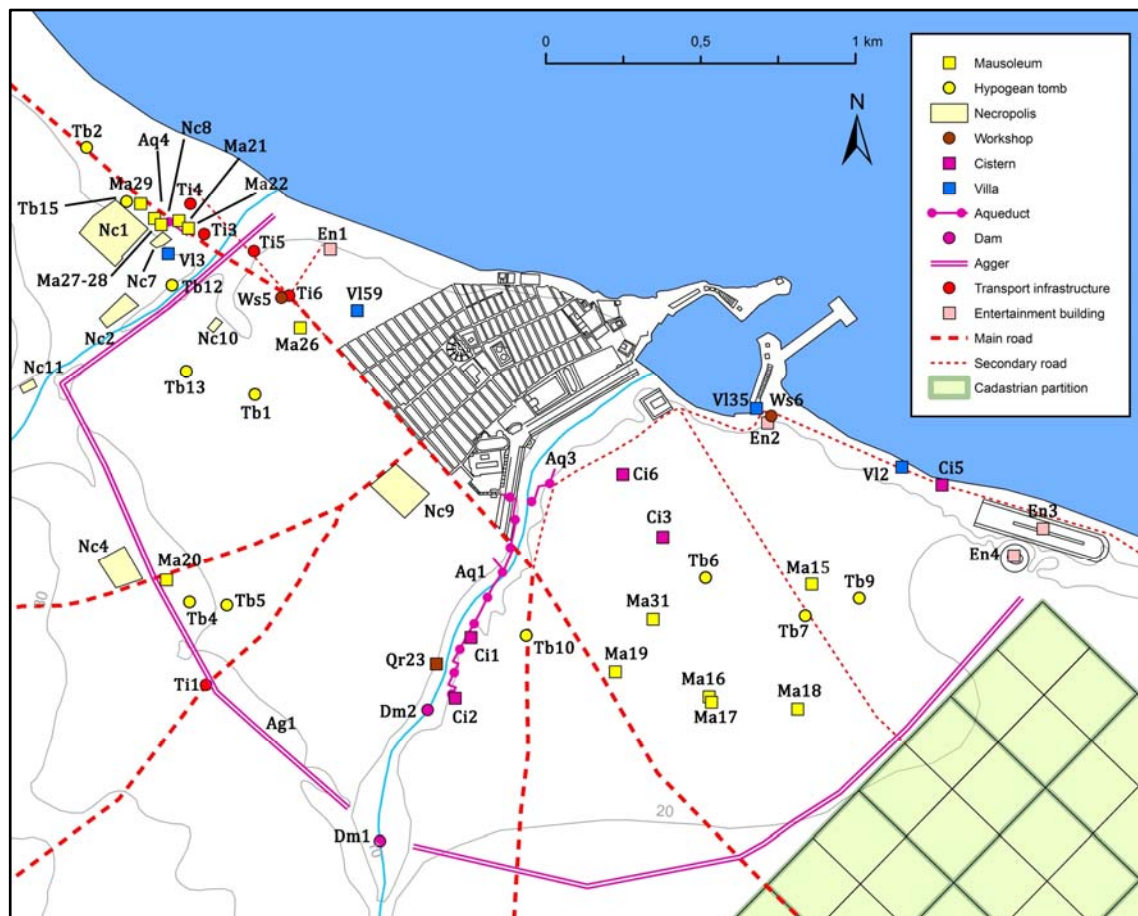 0
0,5
1 km
N
Mausoleum
Hypogean tomb
Necropolis
Workshop
Cistern
Villa
Aqueduct
Dam
Agger
Transport infrastructure
Entertainment building
Main road
Secondary road
Cadastrian partition
Tb2
Aq4
Nc8
Ma21
Ma29
Ti4
Ma22
Tb15
Nc1
Ti3
En1
Ti5
Ma27-28
Nc7
Vl3
Tb12
Ws5
Ti6
Vl59
Nc2
Nc10
Ma26
Nc11
Tb13
Tb1
Vl35
Ws6
En2
Aq3
Ci6
Vl2
Ci5
Nc9
Ci3
En3
Nc4
Ma20
En4
Aq1
Tb6
Ma15
Tb9
Tb4
Tb5
Ma31
Tb7
Ci1
Tb10
Qr23
Ma19
Ti1
Ma16
Ma17
Ma18
Dm2
Ci2
Ag1
20
Dm1